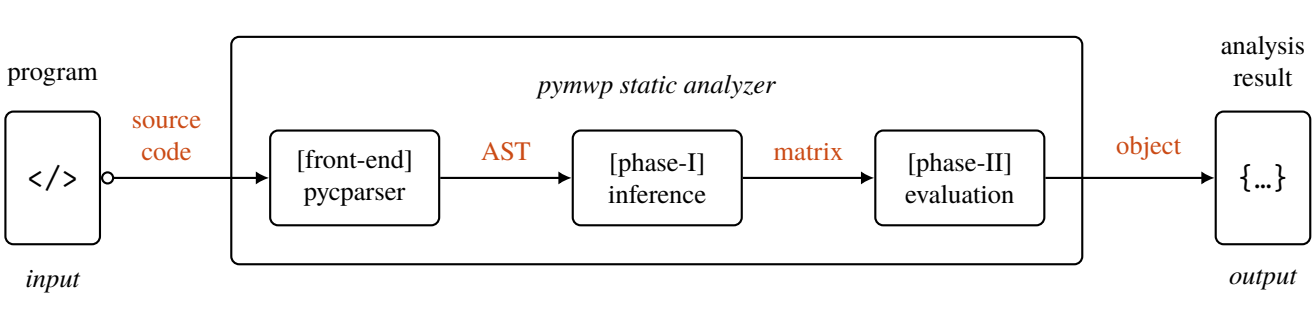 program
</>
input
source
code
pymwp static analyzer
[front-end]
pycparser
AST
[phase-I]
inference
matrix
[phase-II]
evaluation
object
analysis
result
{…}
output